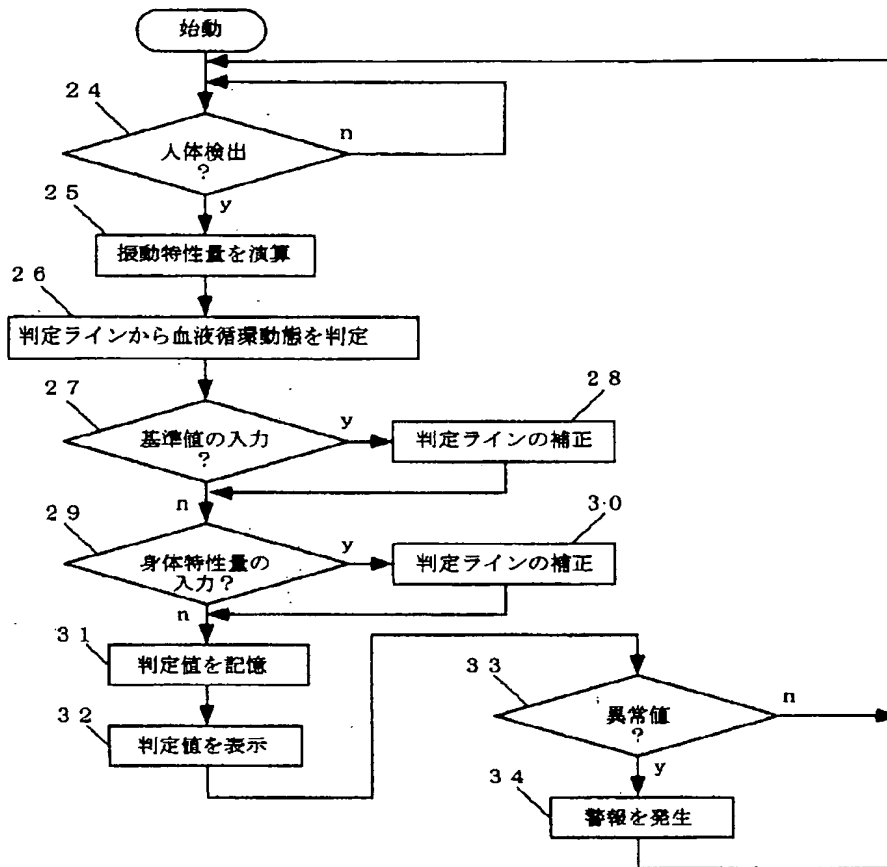 始動
２４
人体検出
？
n
y
２５
振動特性量を演算
２６
判定ラインから血液循環動態を判定
２７
基準値の入力
？
y
n
２８
判定ラインの補正
２９
身体特性量の
入力？
y
n
３０
判定ラインの補正
３１
判定値を記憶
３２
判定値を表示
３３
異常値
？
n
y
３４
警報を発生